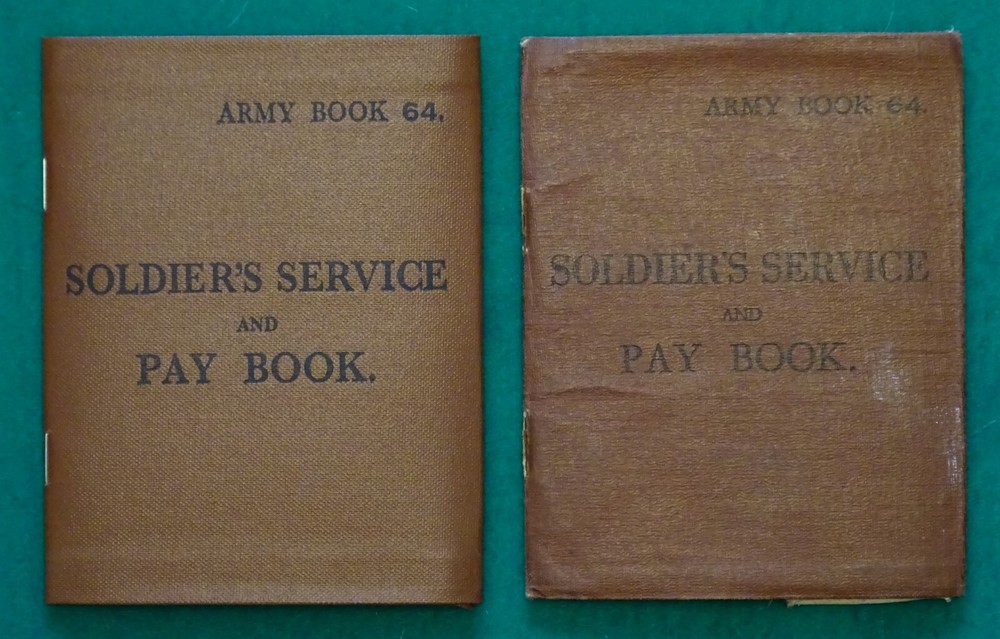 ARMY BOOK 64.
SOLDIER'S SERVICE
AND
PAY BOOK.
ARMY BOOK 64.
SOLDIER'S SERVICE
AND
PAY BOOK.